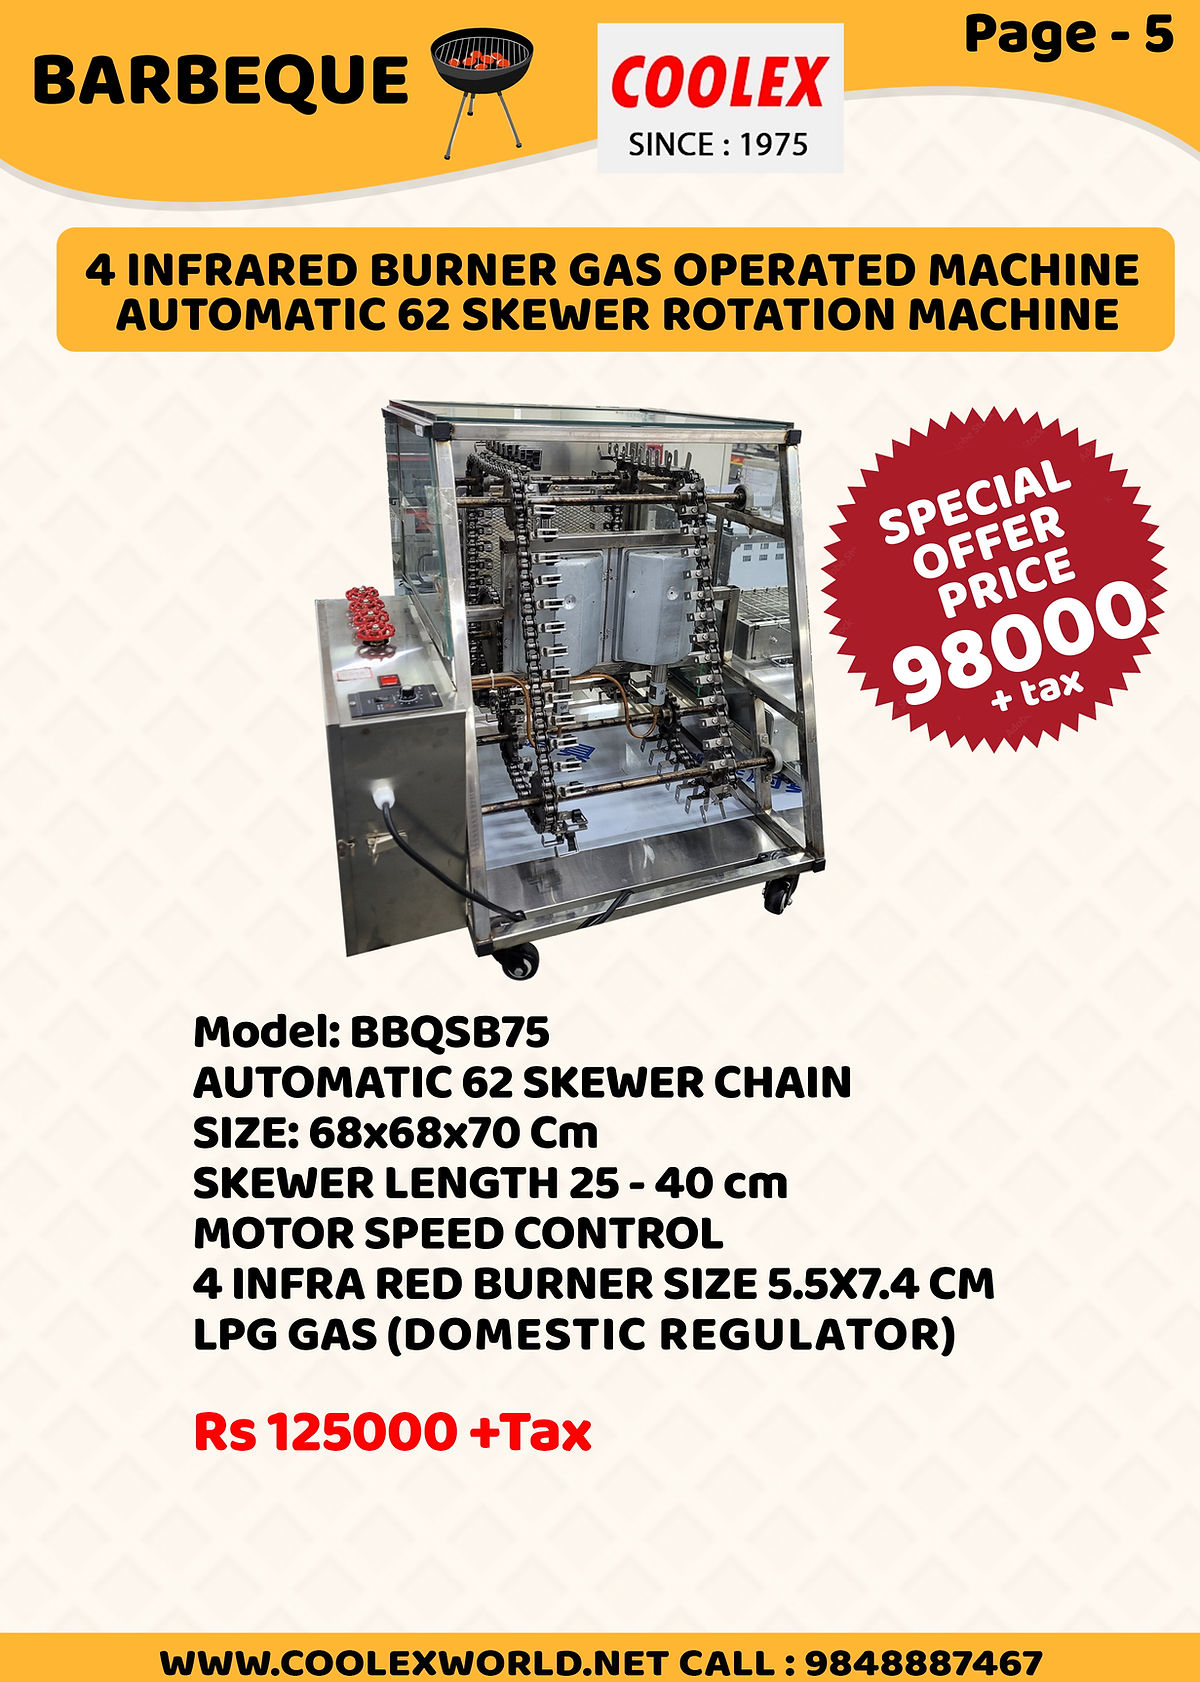 BARBEQUE
COOLEX
SINCE : 1975
Page - 5
4 INFRARED BURNER GAS OPERATED MACHINE
AUTOMATIC 62 SKEWER ROTATION MACHINE
SPECIAL
OFFER
PRICE
98000
+ tax
Model: BBQSB75
AUTOMATIC 62 SKEWER CHAIN
SIZE: 68x68x70 Cm
SKEWER LENGTH 25 - 40 cm
MOTOR SPEED CONTROL
4 INFRA RED BURNER SIZE 5.5X7.4 CM
LPG GAS (DOMESTIC REGULATOR)
Rs 125000 +Tax
WWW.COOLEXWORLD.NET CALL : 9848887467